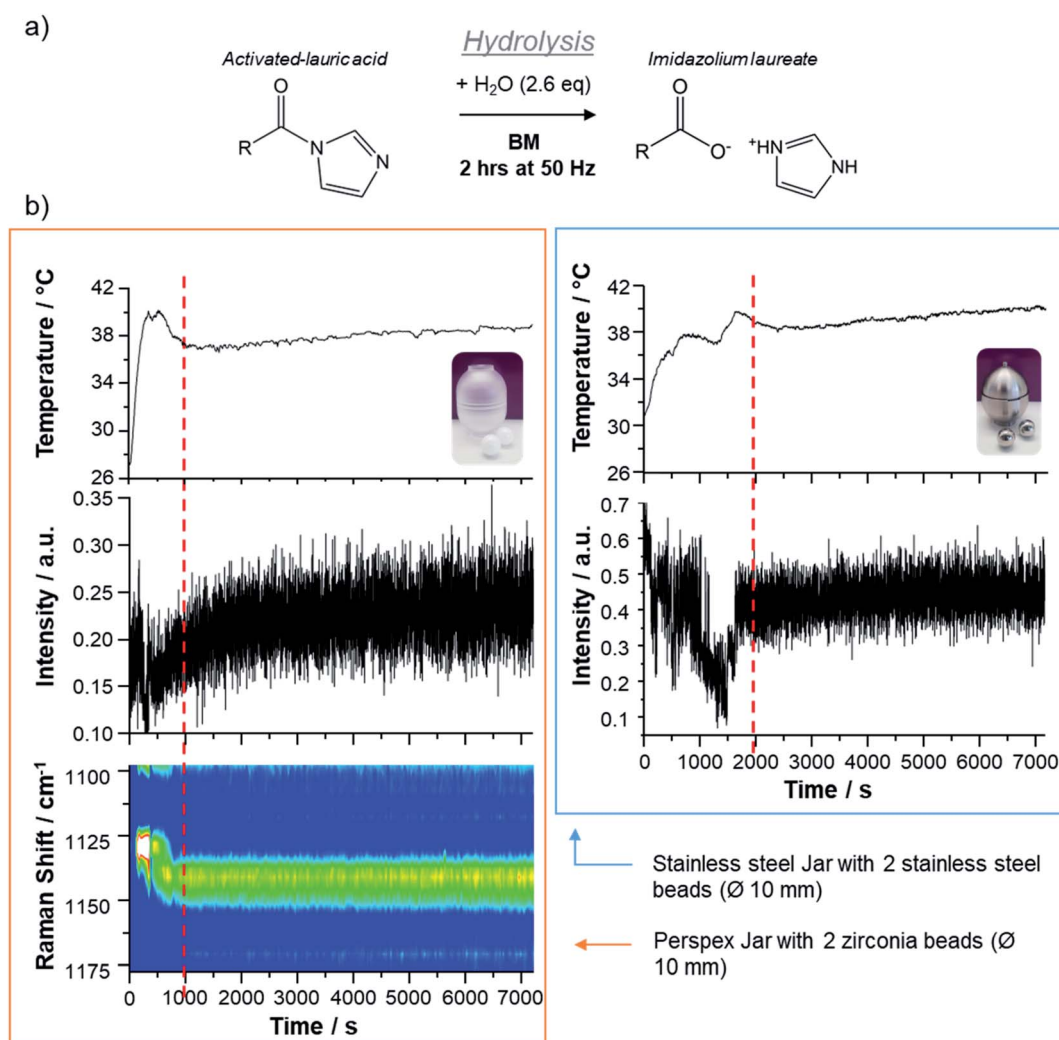 a)
Hydrolysis
Activated-lauric acid
+ H₂O (2.6 eq)
Imidazolium laureate
O
R
N
N
BM
2 hrs at 50 Hz
O
R
O⁻
⁺HN
NH
b)
Temperature / °C
42
38
34
30
26
Intensity / a.u.
0.35
0.30
0.25
0.20
0.15
0.10
Raman Shift / cm⁻¹
1100
1125
1150
1175
0 1000 2000 3000 4000 5000 6000 7000
Time / s
Temperature / °C
42
38
34
30
26
Intensity / a.u.
0.7
0.6
0.5
0.4
0.3
0.2
0.1
0 1000 2000 3000 4000 5000 6000 7000
Time / s
Stainless steel Jar with 2 stainless steel
beads (Ø 10 mm)
Perspex Jar with 2 zirconia beads (Ø
10 mm)